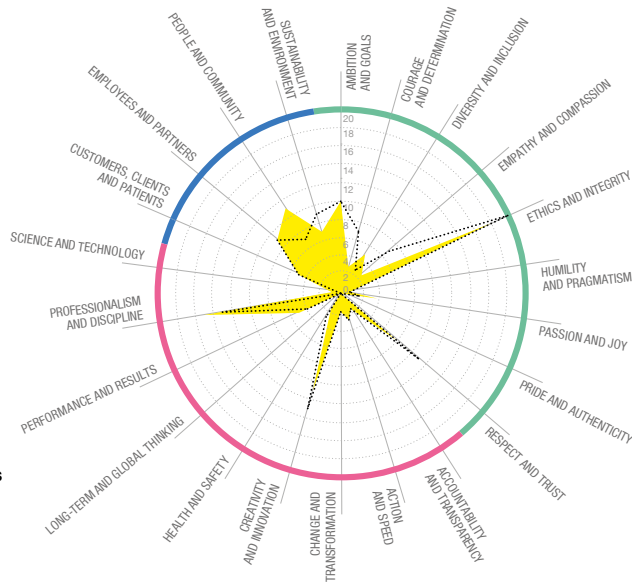 AMBITION
AND GOALS
COURAGE
AND DETERMINATION
DIVERSITY AND INCLUSION
EMPATHY AND COMPASSION
ETHICS AND INTEGRITY
HUMILITY
AND PRAGMATISM
PASSION AND JOY
PRIDE AND AUTHENTICITY
RESPECT AND TRUST
ACCOUNTABILITY
AND TRANSPARENCY
ACTION
AND SPEED
CHANGE AND
TRANSFORMATION
CREATIVITY
AND INNOVATION
HEALTH AND SAFETY
LONG-TERM AND GLOBAL THINKING
PERFORMANCE AND RESULTS
PROFESSIONALISM
AND DISCIPLINE
SCIENCE AND TECHNOLOGY
CUSTOMERS, CLIENTS
AND PATIENTS
EMPLOYEES AND PARTNERS
PEOPLE AND COMMUNITY
SUSTAINABILITY
AND ENVIRONMENT
20
18
16
14
12
10
8
6
4
2
0
s